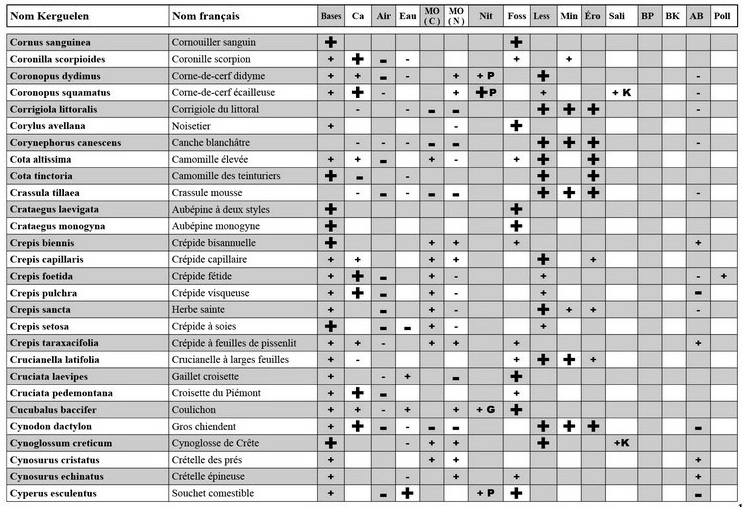 Nom Kerguelen Nom français Bases Ca Air Eau MO (C) MO (N) Nit Foss Less Min Éro Sali BP BK AB Poll
Cornus sanguinea Cornouiller sanguin + +
Coronilla scorpioides Coronille scorpion + + - - + +
Coronopus dydimus Corne-de-cerf didyme + + - - + + P + -
Coronopus squamatus Corne-de-cerf écailleuse + + - + + P + + K -
Corrigiola littoralis Corrigiole du littoral - - - - + + + -
Corylus avellana Noisetier + - +
Corynephorus canescens Canche blanchâtre - - - - - + + + -
Cota altissima Camomille élevée + + - + - + + +
Cota tinctoria Camomille des teinturiers + - - + +
Crassula tillaea Crassule mousse - - - - + + + -
Crataegus laevigata Aubépine à deux styles + +
Crataegus monogyna Aubépine monogyne + +
Crepis biennis Crépide bisannuelle + + + + +
Crepis capillaris Crépide capillaire + + + + + +
Crepis foetida Crépide fétide + + - + - + - +
Crepis pulchra Crépide visqueuse + + - + - + -
Crepis sancta Herbe sainte + - + - + + + -
Crepis setosa Crépide à soies + - - + - +
Crepis taraxacifolia Crépide à feuilles de pissenlit + + - + + + +
Crucianella latifolia Crucianelle à larges feuilles + - + + + +
Cruciata laevipes Gaillet croisette + - + - +
Cruciata pedemontana Croisette du Piémont + + - +
Cucubalus baccifer Coulichon + + - + + + G +
Cynodon dactylon Gros chiendent + + - - - - + + + -
Cynoglossum creticum Cynoglosse de Crête + - + + + +K
Cynosurus cristatus Crételle des prés + + + +
Cynosurus echinatus Crételle épineuse + - + + +
Cyperus esculentus Souchet comestible + - + + P + -